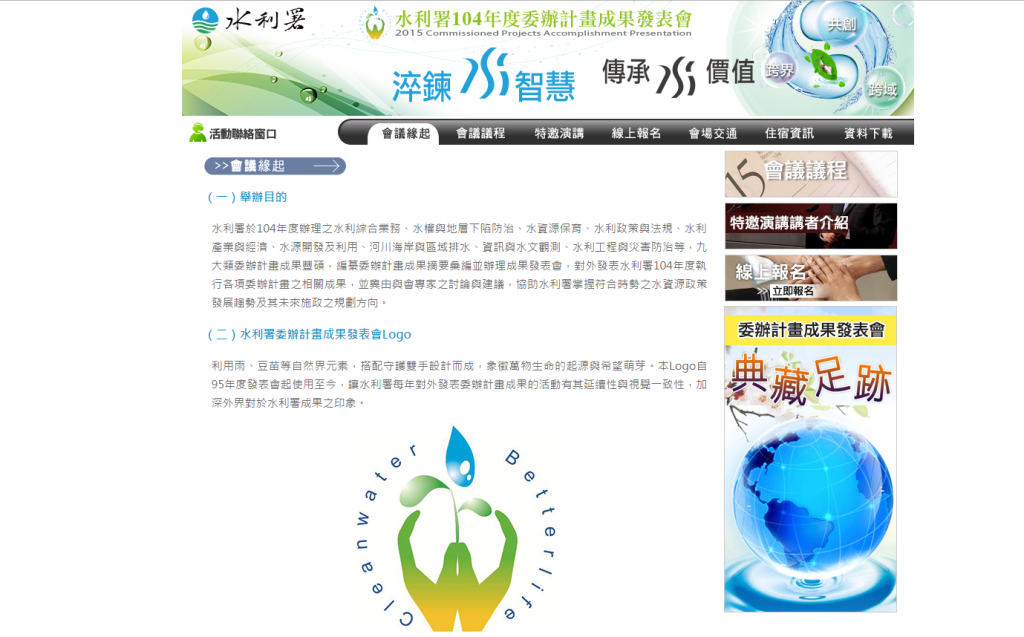 水利署
水利署104年度委辦計畫成果發表會
2015 Commissioned Projects Accomplishment Presentation
淬鍊 智慧
傳承 價值
共創
跨界
跨域
活動聯絡窗口
會議緣起 會議議程 特邀演講 線上報名 會場交通 住宿資訊 資料下載
>>會議緣起
(一)舉辦目的
水利署於104年度辦理之水利綜合業務、水權與地層下陷防治、水資源保育、水利政策與法規、水利
產業與經濟、水源開發及利用、河川海岸與區域排水、資訊與水文觀測、水利工程與災害防治等，九
大類委辦計畫成果豐碩，編纂委辦計畫成果摘要彙編並辦理成果發表會，對外發表水利署104年度執
行各項委辦計畫之相關成果，並興由與會專家之討論與建議，協助水利署掌握符合時勢之水資源政策
發展趨勢及其未來施政之規劃方向。
(二)水利署委辦計畫成果發表會Logo
利用雨、豆苗等自然界元素，搭配守護雙手設計而成，象徵萬物生命的起源與希望萌芽。本Logo自
95年度發表會起使用至今，讓水利署每年對外發表委辦計畫成果的活動有其延續性與視覺一致性，加
深外界對於水利署成果之印象。
Cleanwater Betterlife
15
會議議程
特邀演講講者介紹
線上報名
>>立即報名
委辦計畫成果發表會
典藏足跡